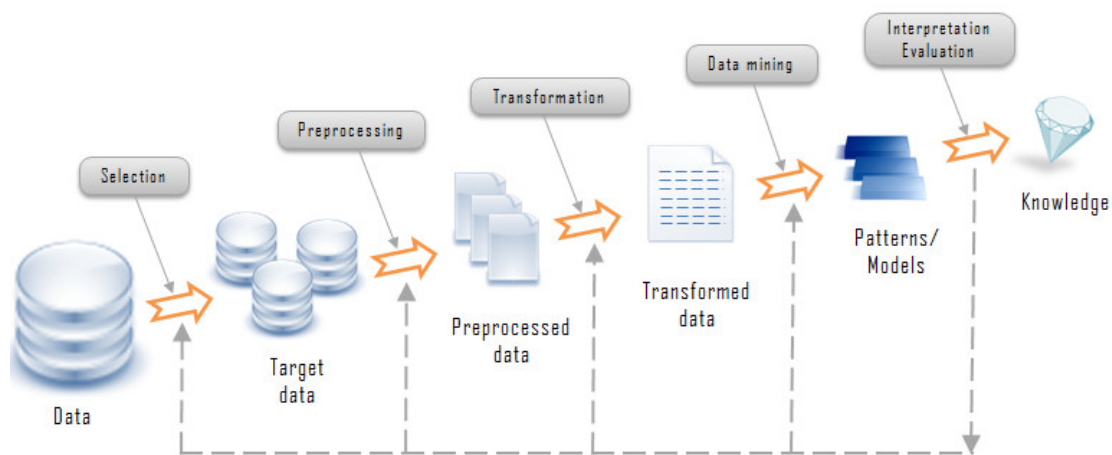 Interpretation
Evaluation
Data mining
Transformation
Preprocessing
Selection
Knowledge
Patterns/
Models
Transformed
data
Preprocessed
data
Target
data
Data